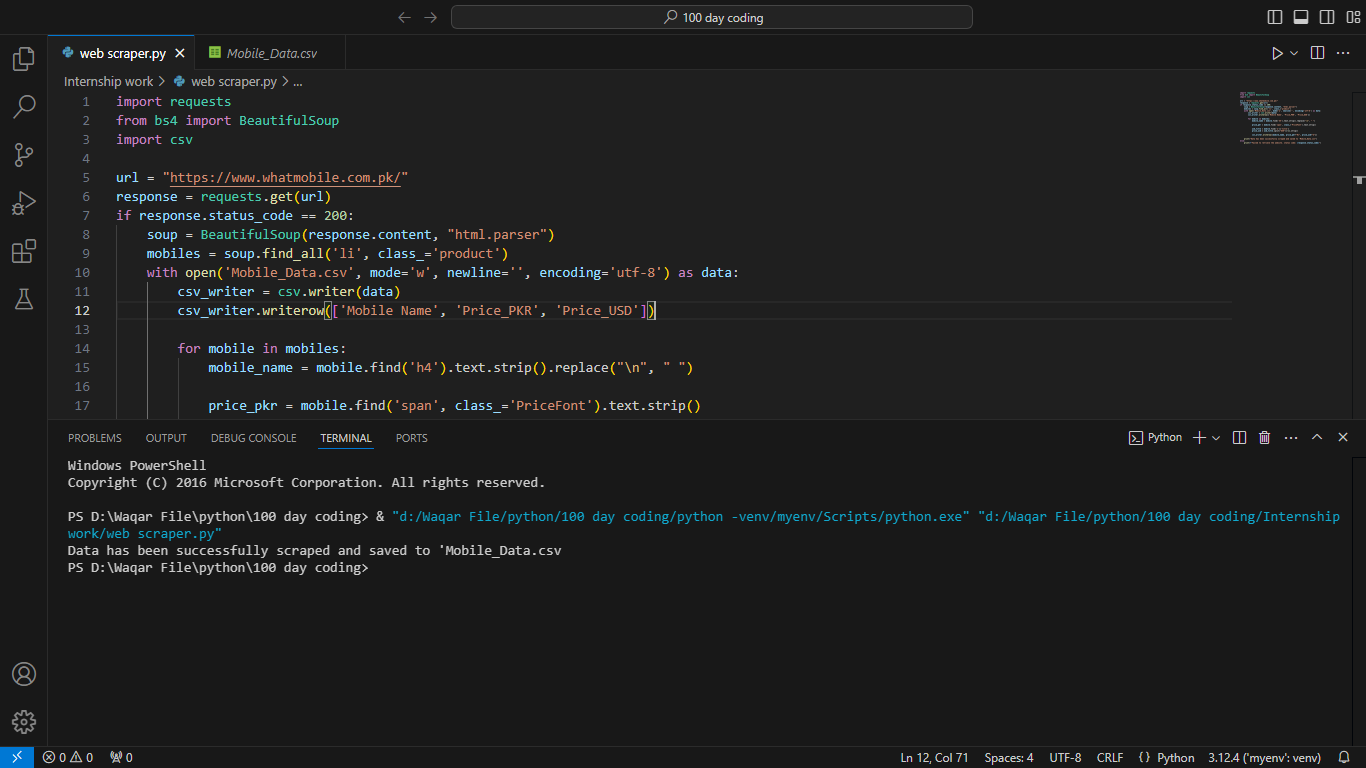 100 day coding
web scraper.py
Mobile_Data.csv
Internship work > web scraper.py > ...
1 import requests
2 from bs4 import BeautifulSoup
3 import csv
4
5 url = "https://www.whatmobile.com.pk/"
6 response = requests.get(url)
7 if response.status_code == 200:
8 soup = BeautifulSoup(response.content, "html.parser")
9 mobiles = soup.find_all('li', class_='product')
10 with open('Mobile_Data.csv', mode='w', newline='', encoding='utf-8') as data:
11 csv_writer = csv.writer(data)
12 csv_writer.writerow(['Mobile Name', 'Price_PKR', 'Price_USD'])
13
14 for mobile in mobiles:
15 mobile_name = mobile.find('h4').text.strip().replace("\n", " ")
16
17 price_pkr = mobile.find('span', class_='PriceFont').text.strip()
PROBLEMS OUTPUT DEBUG CONSOLE TERMINAL PORTS Python
Windows PowerShell
Copyright (C) 2016 Microsoft Corporation. All rights reserved.
PS D:\Waqar File\python\100 day coding> & "d:/Waqar File/python/100 day coding/python -venv/myenv/Scripts/python.exe" "d:/Waqar File/python/100 day coding/Internship
work/web scraper.py"
Data has been successfully scraped and saved to 'Mobile_Data.csv
PS D:\Waqar File\python\100 day coding>
0 0 0 Ln 12, Col 71 Spaces: 4 UTF-8 CRLF {} Python 3.12.4 ('myenv': venv)